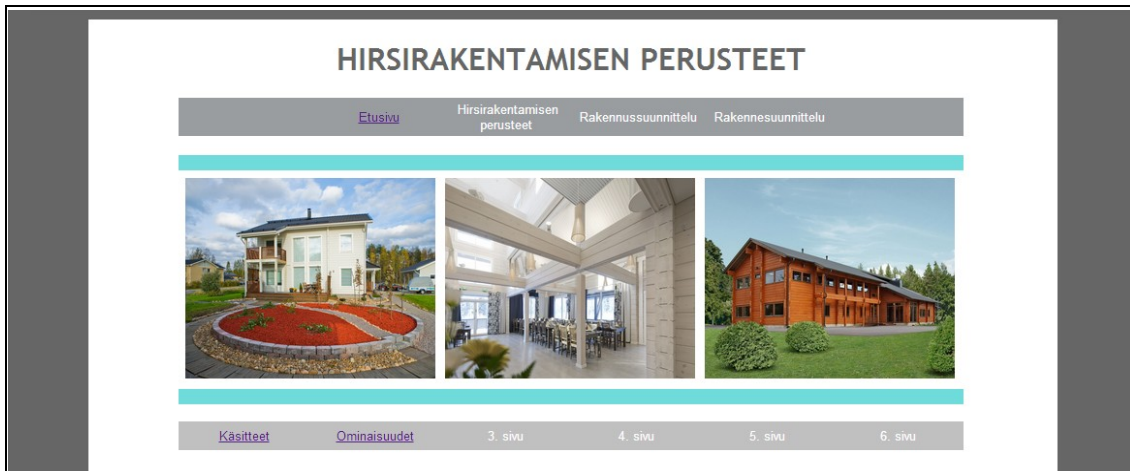 HIRSIRAKENTAMISEN PERUSTEET
Etusivu
Hirsirakentamisen
perusteet
Rakennussuunnittelu
Rakennesuunnittelu
Käsitteet
Ominaisuudet
3. sivu
4. sivu
5. sivu
6. sivu